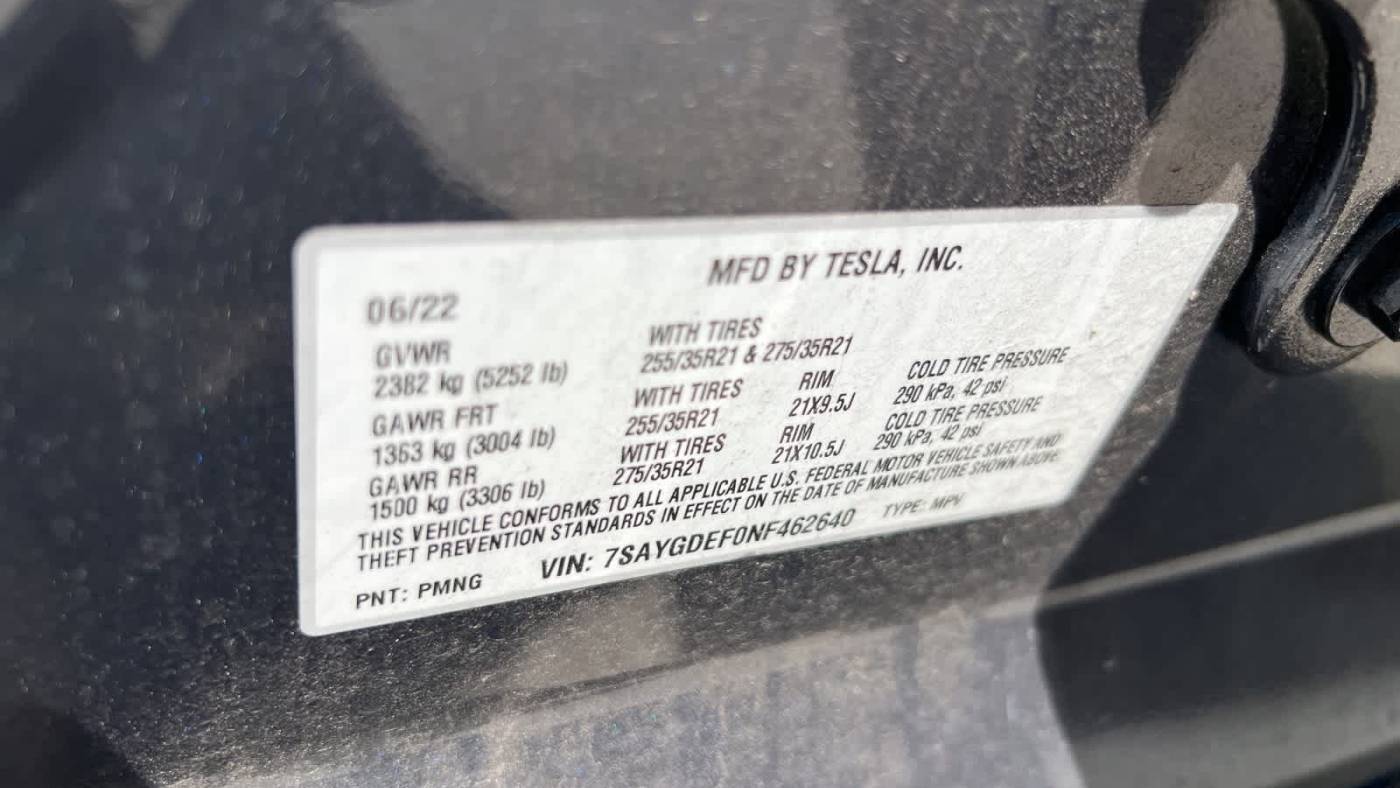 MFD BY TESLA, INC.
06/22
GVWR WITH TIRES
2382 kg (5252 lb) 255/35R21 & 275/35R21
GAWR FRT WITH TIRES RIM COLD TIRE PRESSURE
1363 kg (3004 lb) 255/35R21 21X9.5J 290 kPa, 42 psi
GAWR RR WITH TIRES RIM COLD TIRE PRESSURE
1500 kg (3306 lb) 275/35R21 21X10.5J 290 kPa, 42 psi
THIS VEHICLE CONFORMS TO ALL APPLICABLE U.S. FEDERAL MOTOR VEHICLE SAFETY AND
THEFT PREVENTION STANDARDS IN EFFECT ON THE DATE OF MANUFACTURE SHOWN ABOVE.
PNT: PMNG VIN: 7SAYGDEF0NF462640 TYPE: MPV